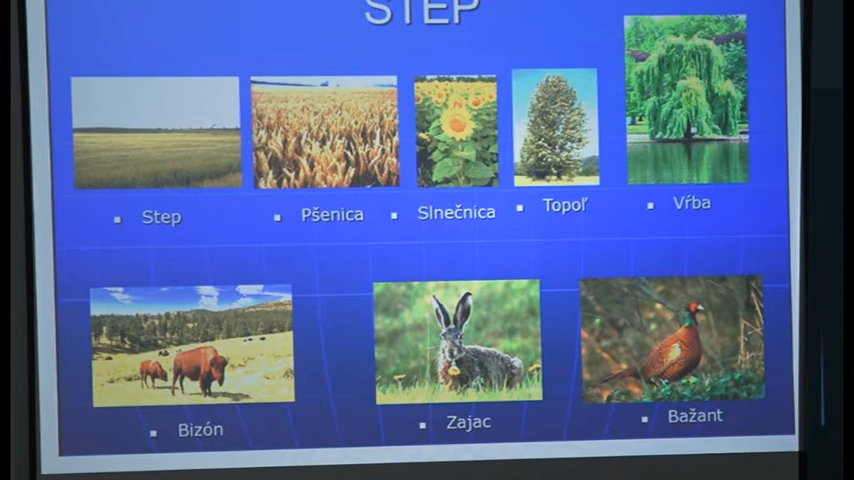 STEP
▪ Step
▪ Pšenica
▪ Slnečnica
▪ Topoľ
▪ Vŕba
▪ Bizón
▪ Zajac
▪ Bažant